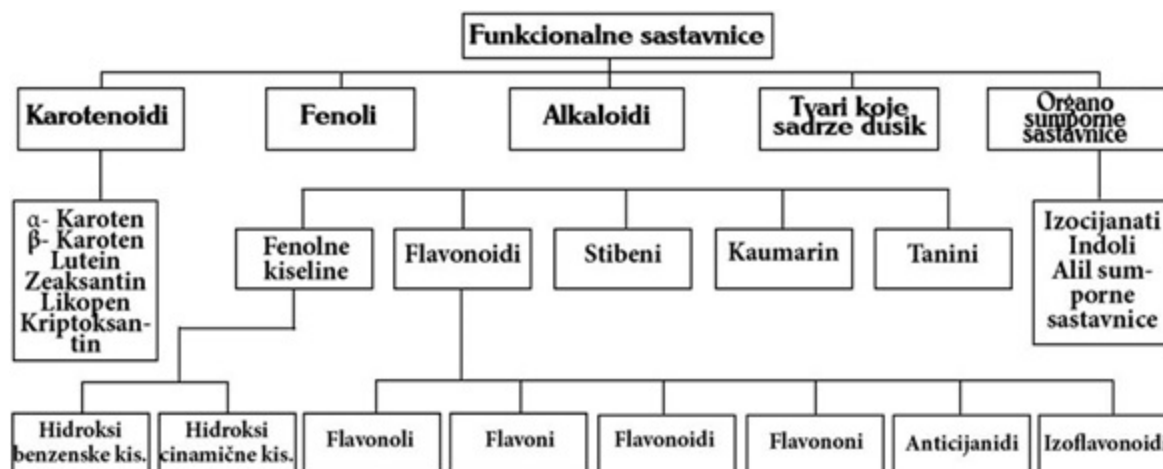 Funkcionalne sastavnice
Karotenoidi
Fenoli
Alkaloidi
Tvari koje
sadrze dusik
Organo
sumporne
sastavnice
α- Karoten
β- Karoten
Lutein
Zeaksantin
Likopen
Kriptoksan-
tin
Fenolne
kiseline
Flavonoidi
Stibeni
Kaumarin
Tanini
Izocijanati
Indoli
Alil sum-
porne
sastavnice
Hidroksi
benzenske kis.
Hidroksi
cinamične kis.
Flavonoli
Flavoni
Flavonoidi
Flavononi
Anticijanidi
Izoflavonoid